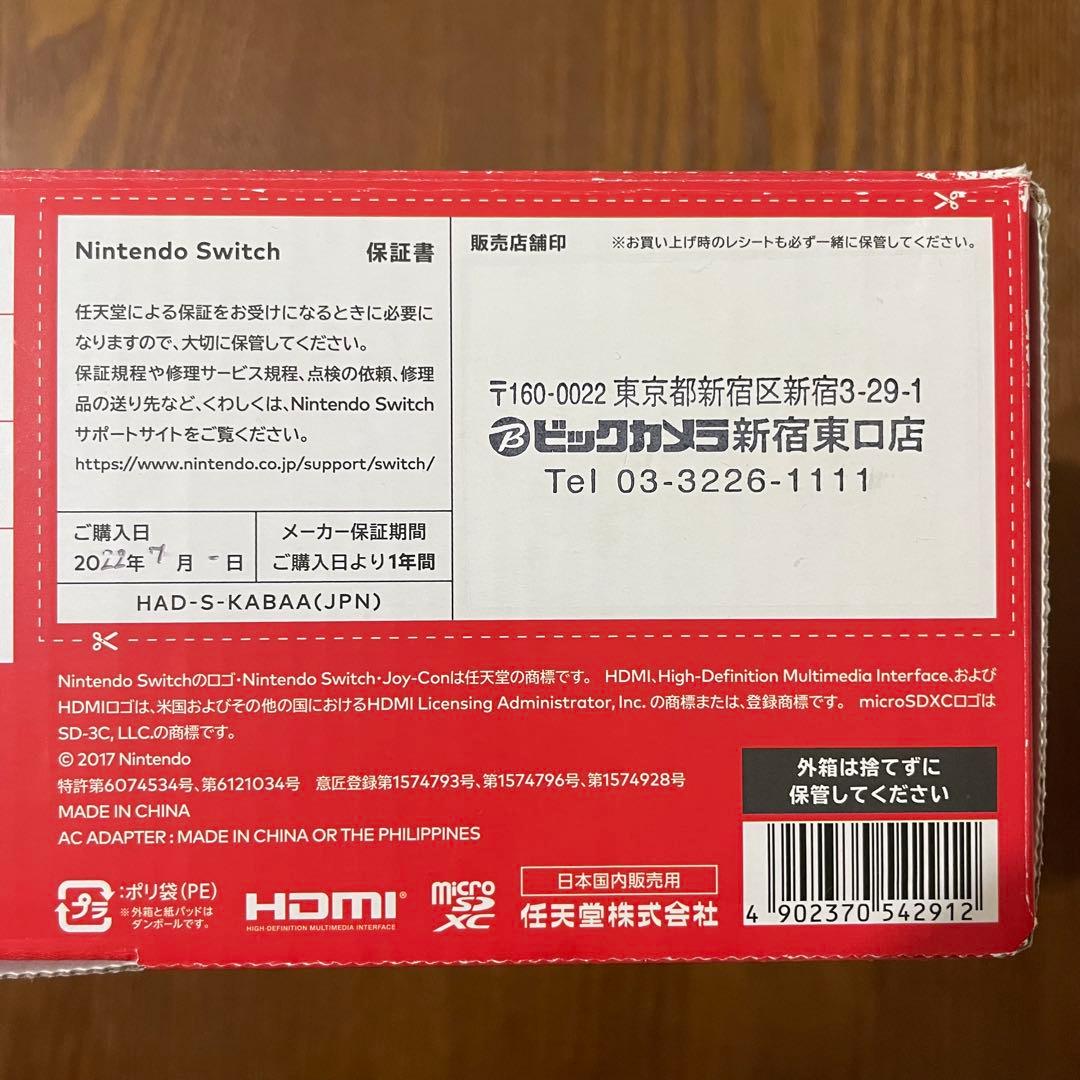 Nintendo Switch 保証書
任天堂による保証をお受けになるときに必要に
なりますので、大切に保管してください。
保証規程や修理サービス規程、点検の依頼、修理
品の送り先など、くわしくは、Nintendo Switch
サポートサイトをご覧ください。
https://www.nintendo.co.jp/support/switch/
ご購入日
2022年7月-日
メーカー保証期間
ご購入日より1年間
HAD-S-KABAA(JPN)
販売店舗印 ※お買い上げ時のレシートも必ず一緒に保管してください。
〒160-0022 東京都新宿区新宿3-29-1
B ビックカメラ新宿東口店
Tel 03-3226-1111
Nintendo Switchのロゴ・Nintendo Switch・Joy-Conは任天堂の商標です。 HDMI、High-Definition Multimedia Interface、および
HDMIロゴは、米国およびその他の国におけるHDMI Licensing Administrator, Inc. の商標または、登録商標です。 microSDXCロゴは
SD-3C, LLC.の商標です。
© 2017 Nintendo
特許第6074534号、第6121034号 意匠登録第1574793号、第1574796号、第1574928号
MADE IN CHINA
AC ADAPTER : MADE IN CHINA OR THE PHILIPPINES
プラ :ポリ袋(PE)
※外箱と紙パッドは
ダンボールです。
HDMI®
HIGH-DEFINITION MULTIMEDIA INTERFACE
micro
SD
XC
日本国内販売用
任天堂株式会社
外箱は捨てずに
保管してください
4 902370 542912